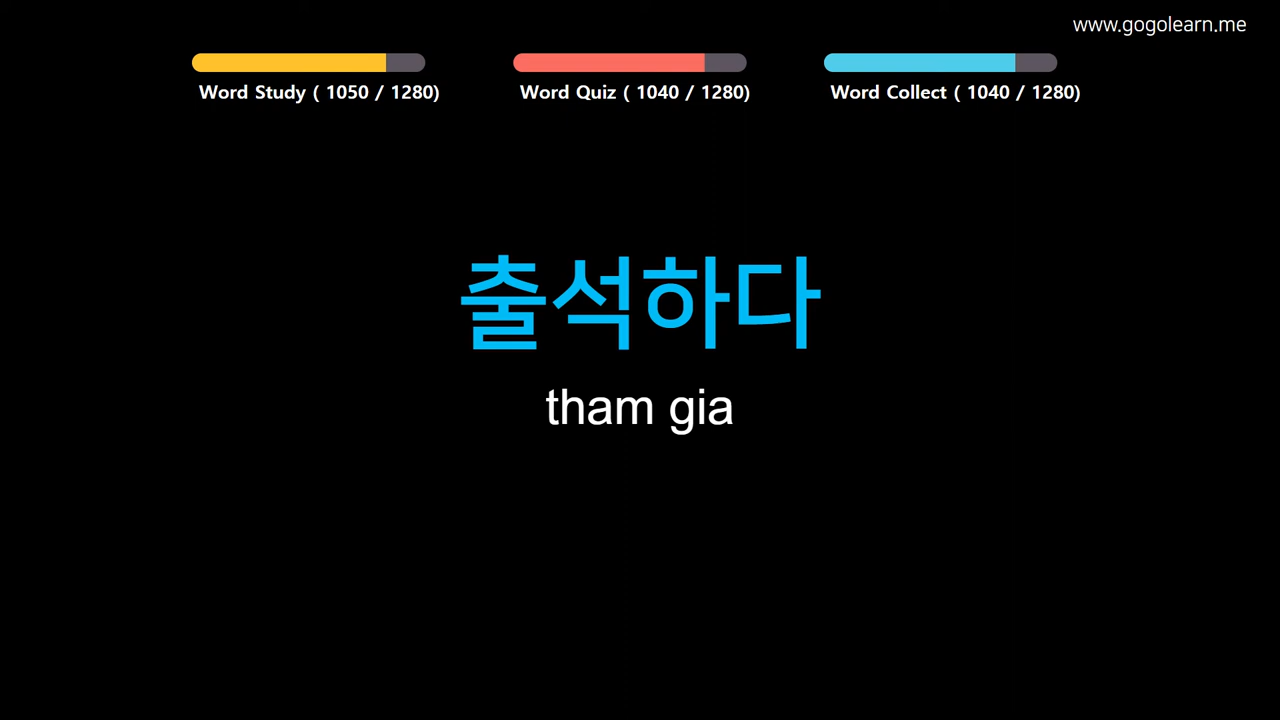 www.gogolearn.me
Word Study ( 1050 / 1280)
Word Quiz ( 1040 / 1280)
Word Collect ( 1040 / 1280)
출석하다
tham gia